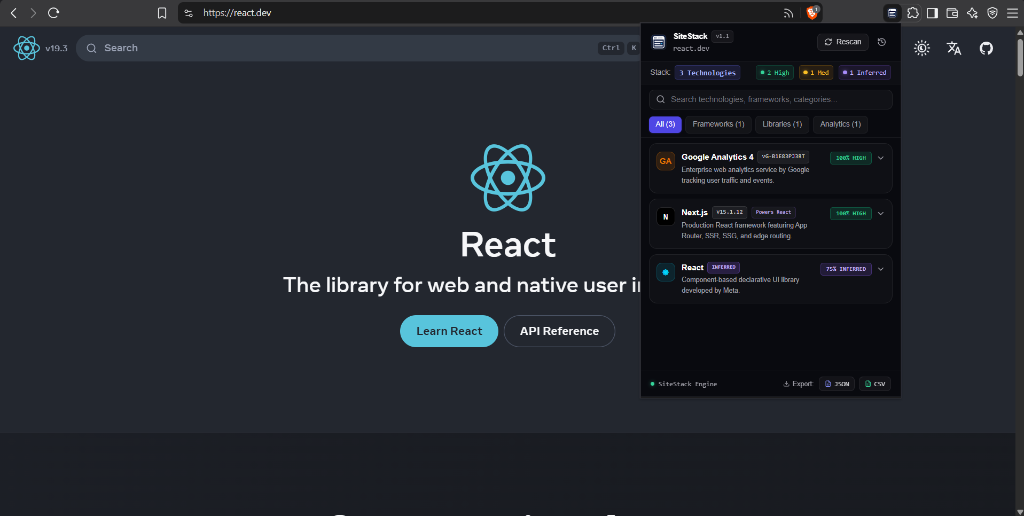 https://react.dev
v19.3
Search
Ctrl K
React
The library for web and native user in
Learn React
API Reference
SiteStack v1.1
react.dev
Rescan
Stack: 3 Technologies
2 High
1 Med
1 Inferred
Search technologies, frameworks, categories...
All (3)
Frameworks (1)
Libraries (1)
Analytics (1)
GA
Google Analytics 4
100% HIGH
Enterprise web analytics service by Google
tracking user traffic and events.
N
Next.js v15.1.12 Powers React
100% HIGH
Production React framework featuring App
Router, SSR, SSG, and edge routing.
React INFERRED
75% INFERRED
Component-based declarative UI library
developed by Meta.
SiteStack Engine
Export
JSON
CSV